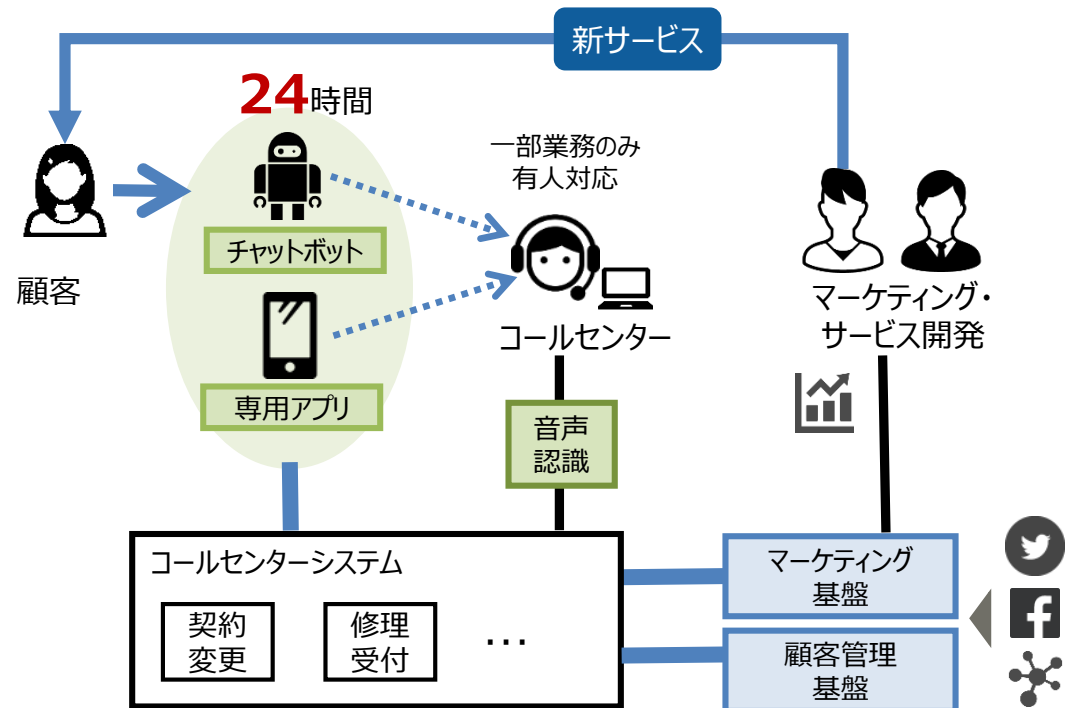 新サービス
24時間
一部業務のみ
有人対応
チャットボット
顧客
専用アプリ
コールセンター
マーケティング・
サービス開発
音声
認識
コールセンターシステム
契約
変更
修理
受付
…
マーケティング
基盤
顧客管理
基盤